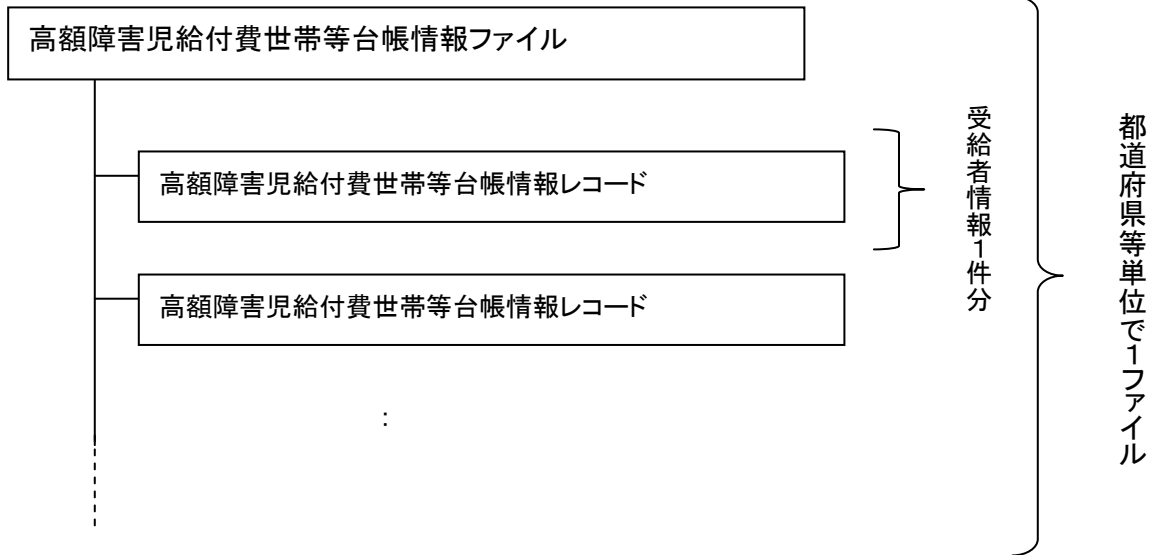 高額障害児給付費世帯等台帳情報ファイル
高額障害児給付費世帯等台帳情報レコード
受給者情報１件分
高額障害児給付費世帯等台帳情報レコード
：
都道府県等単位で１ファイル